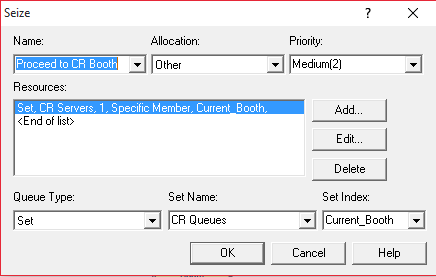 Seize
?
Name:
Allocation:
Priority:
Proceed to CR Booth
Other
Medium(2)
Resources:
Set, CR Servers, 1, Specific Member, Current_Booth,
<End of list>
Add...
Edit...
Delete
Queue Type:
Set Name:
Set Index:
Set
CR Queues
Current_Booth
OK
Cancel
Help